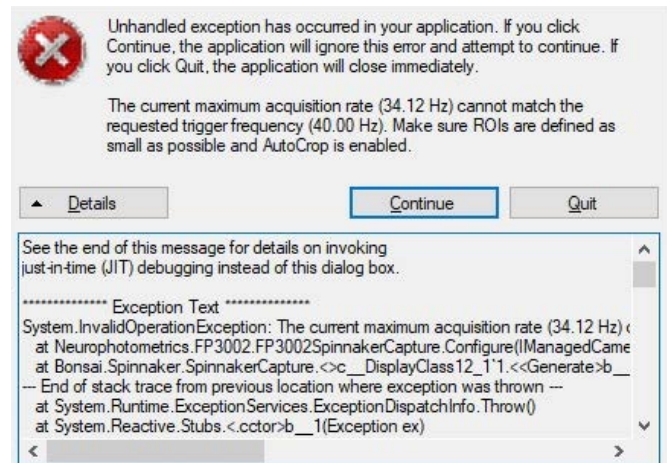 Unhandled exception has occurred in your application. If you click
Continue, the application will ignore this error and attempt to continue. If
you click Quit, the application will close immediately.
The current maximum acquisition rate (34.12 Hz) cannot match the
requested trigger frequency (40.00 Hz). Make sure ROIs are defined as
small as possible and AutoCrop is enabled.
Details Continue Quit
See the end of this message for details on invoking
just-in-time (JIT) debugging instead of this dialog box.
************** Exception Text **************
System.InvalidOperationException: The current maximum acquisition rate (34.12 Hz) c
at Neurophotometrics.FP3002.FP3002SpinnakerCapture.Configure(IManagedCame
at Bonsai.Spinnaker.SpinnakerCapture.<>c__DisplayClass12_1`1.<<Generate>b__
--- End of stack trace from previous location where exception was thrown ---
at System.Runtime.ExceptionServices.ExceptionDispatchInfo.Throw()
at System.Reactive.Stubs.<.cctor>b__1(Exception ex)